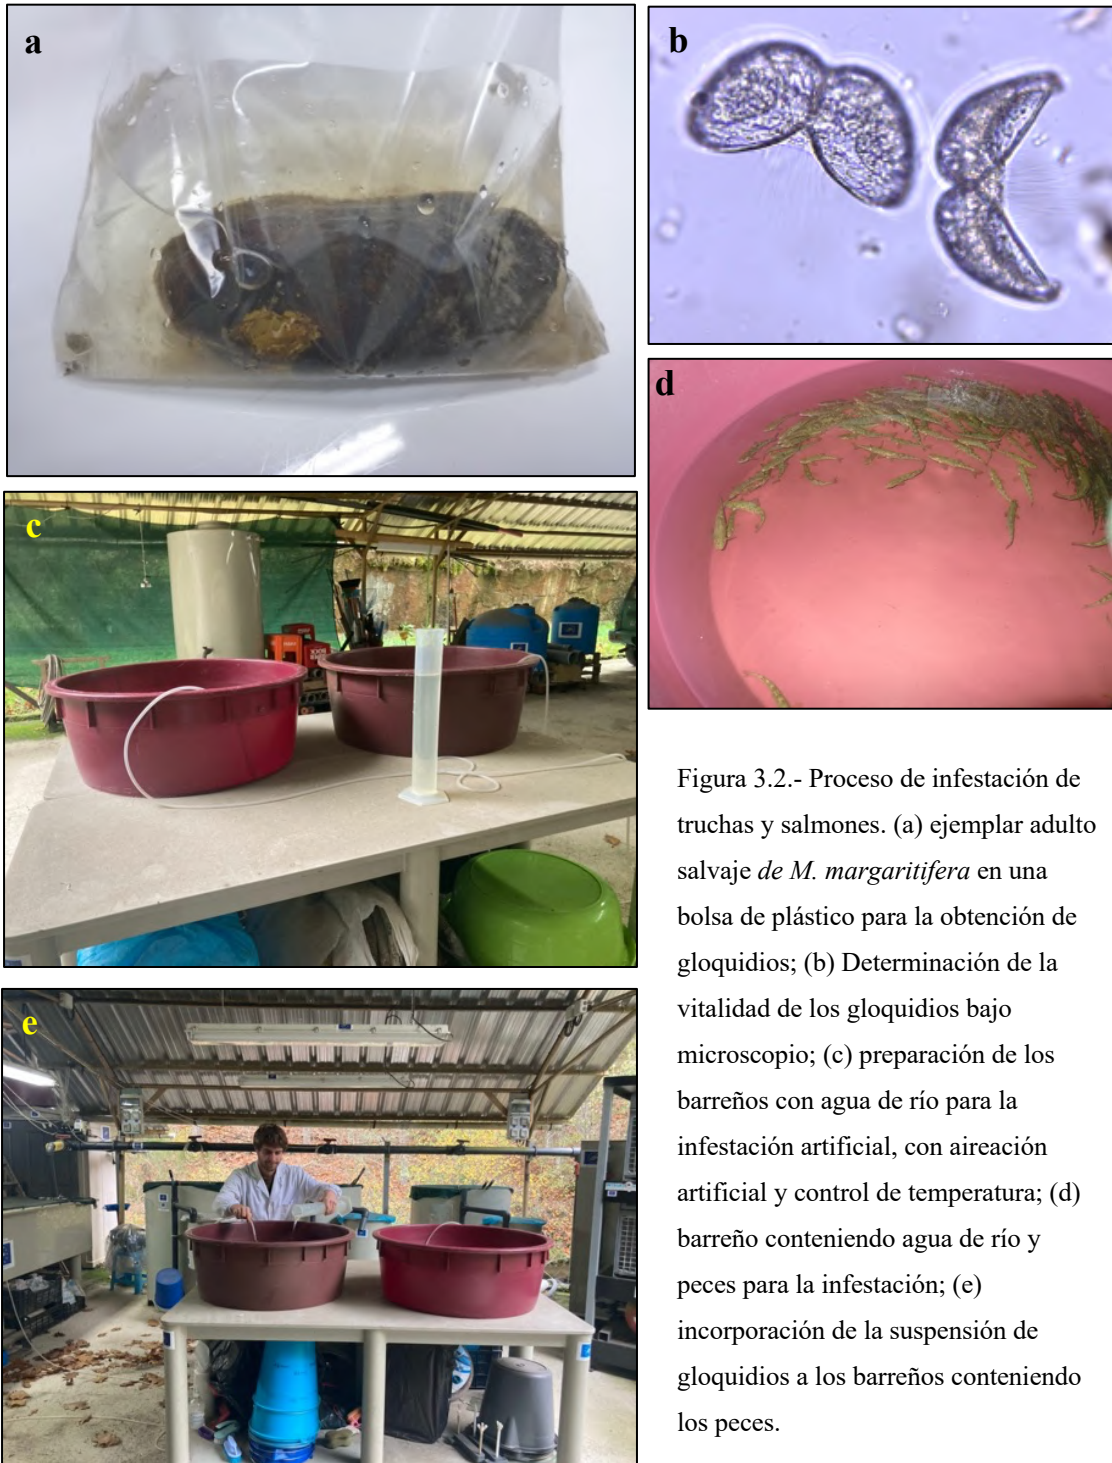 a
b
d
c
e
Figura 3.2.- Proceso de infestación de
truchas y salmones. (a) ejemplar adulto
salvaje de M. margaritifera en una
bolsa de plástico para la obtención de
gloquidios; (b) Determinación de la
vitalidad de los gloquidios bajo
microscopio; (c) preparación de los
barreños con agua de río para la
infestación artificial, con aireación
artificial y control de temperatura; (d)
barreño conteniendo agua de río y
peces para la infestación; (e)
incorporación de la suspensión de
gloquidios a los barreños conteniendo
los peces.